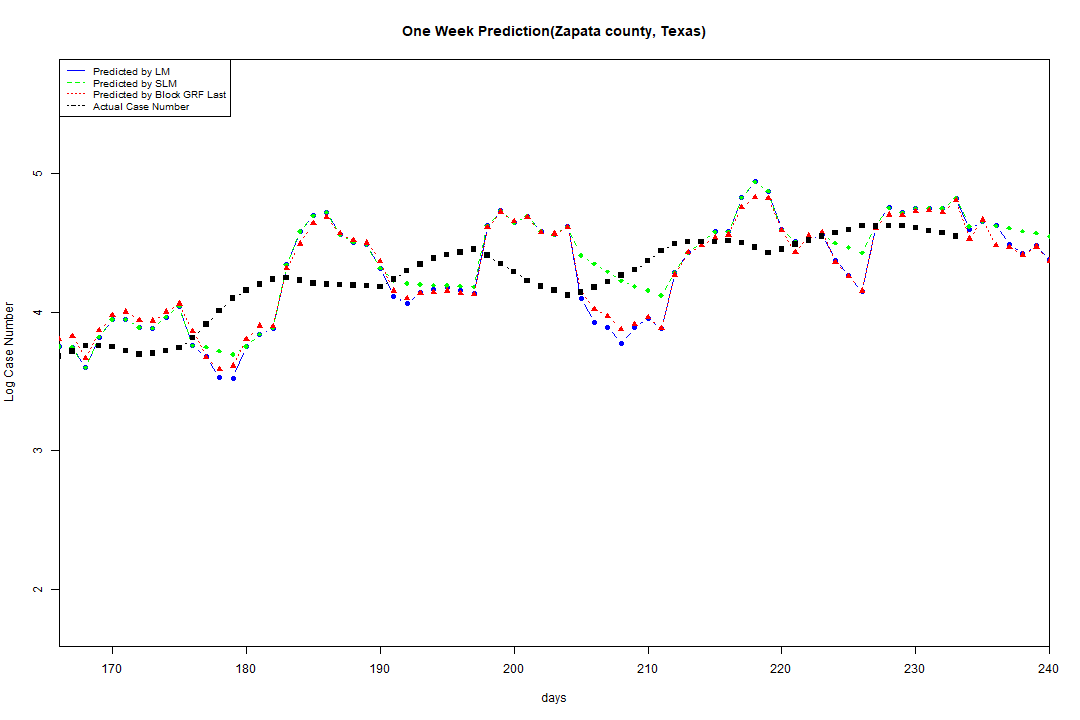 One Week Prediction(Zapata county, Texas)
Predicted by LM
Predicted by SLM
Predicted by Block GRF Last
Actual Case Number
5
4
3
2
Log Case Number
170 180 190 200 210 220 230 240
days